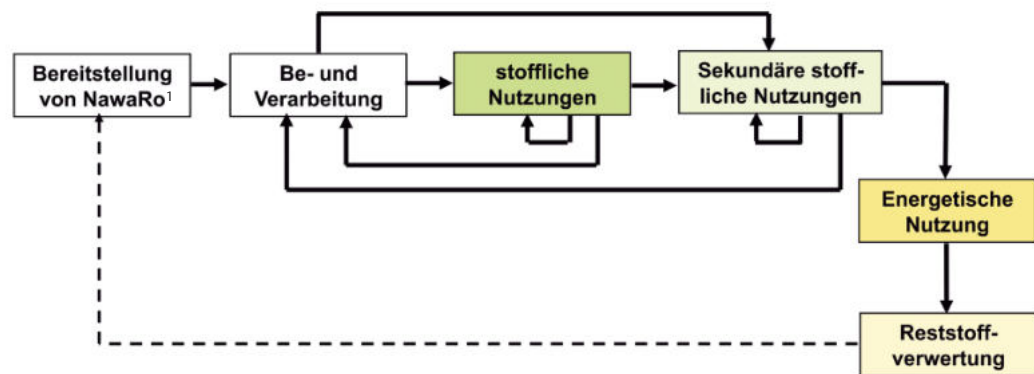 Bereitstellung
von NawaRo¹
Be- und
Verarbeitung
stoffliche
Nutzungen
Sekundäre stoff-
liche Nutzungen
Energetische
Nutzung
Reststoff-
verwertung